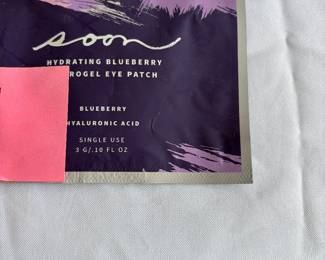 soon
HYDRATING BLUEBERRY
ROGEL EYE PATCH
BLUEBERRY
HYALURONIC ACID
SINGLE USE
3 G/.10 FL OZ